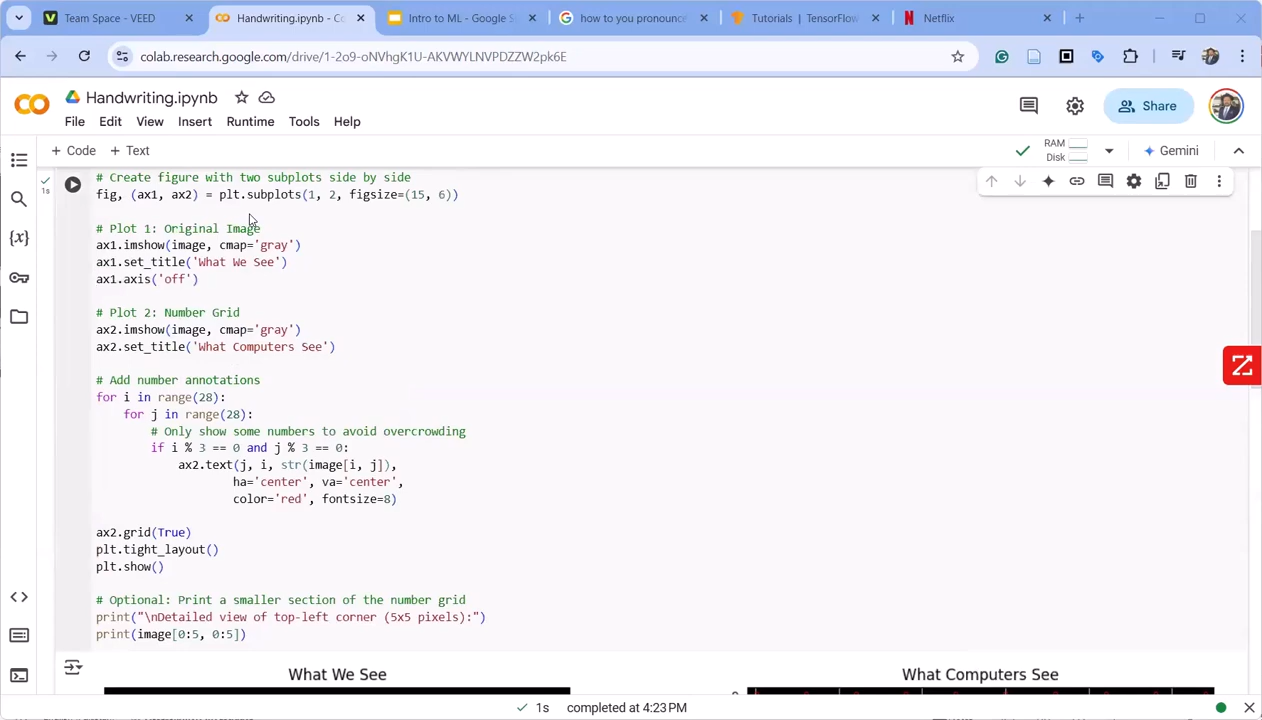 Team Space - VEED
Handwriting.ipynb - Co
Intro to ML - Google S
how to you pronounce
Tutorials | TensorFlow
Netflix
colab.research.google.com/drive/1-2o9-oNVhgK1U-AKVWYLNVPDZZW2pk6E
Handwriting.ipynb
Share
File Edit View Insert Runtime Tools Help
+ Code + Text
RAM
Disk
Gemini
1s
# Create figure with two subplots side by side
fig, (ax1, ax2) = plt.subplots(1, 2, figsize=(15, 6))
# Plot 1: Original Image
ax1.imshow(image, cmap='gray')
ax1.set_title('What We See')
ax1.axis('off')
# Plot 2: Number Grid
ax2.imshow(image, cmap='gray')
ax2.set_title('What Computers See')
# Add number annotations
for i in range(28):
for j in range(28):
# Only show some numbers to avoid overcrowding
if i % 3 == 0 and j % 3 == 0:
ax2.text(j, i, str(image[i, j]),
ha='center', va='center',
color='red', fontsize=8)
ax2.grid(True)
plt.tight_layout()
plt.show()
# Optional: Print a smaller section of the number grid
print("\nDetailed view of top-left corner (5x5 pixels):")
print(image[0:5, 0:5])
What We See
What Computers See
1s completed at 4:23 PM